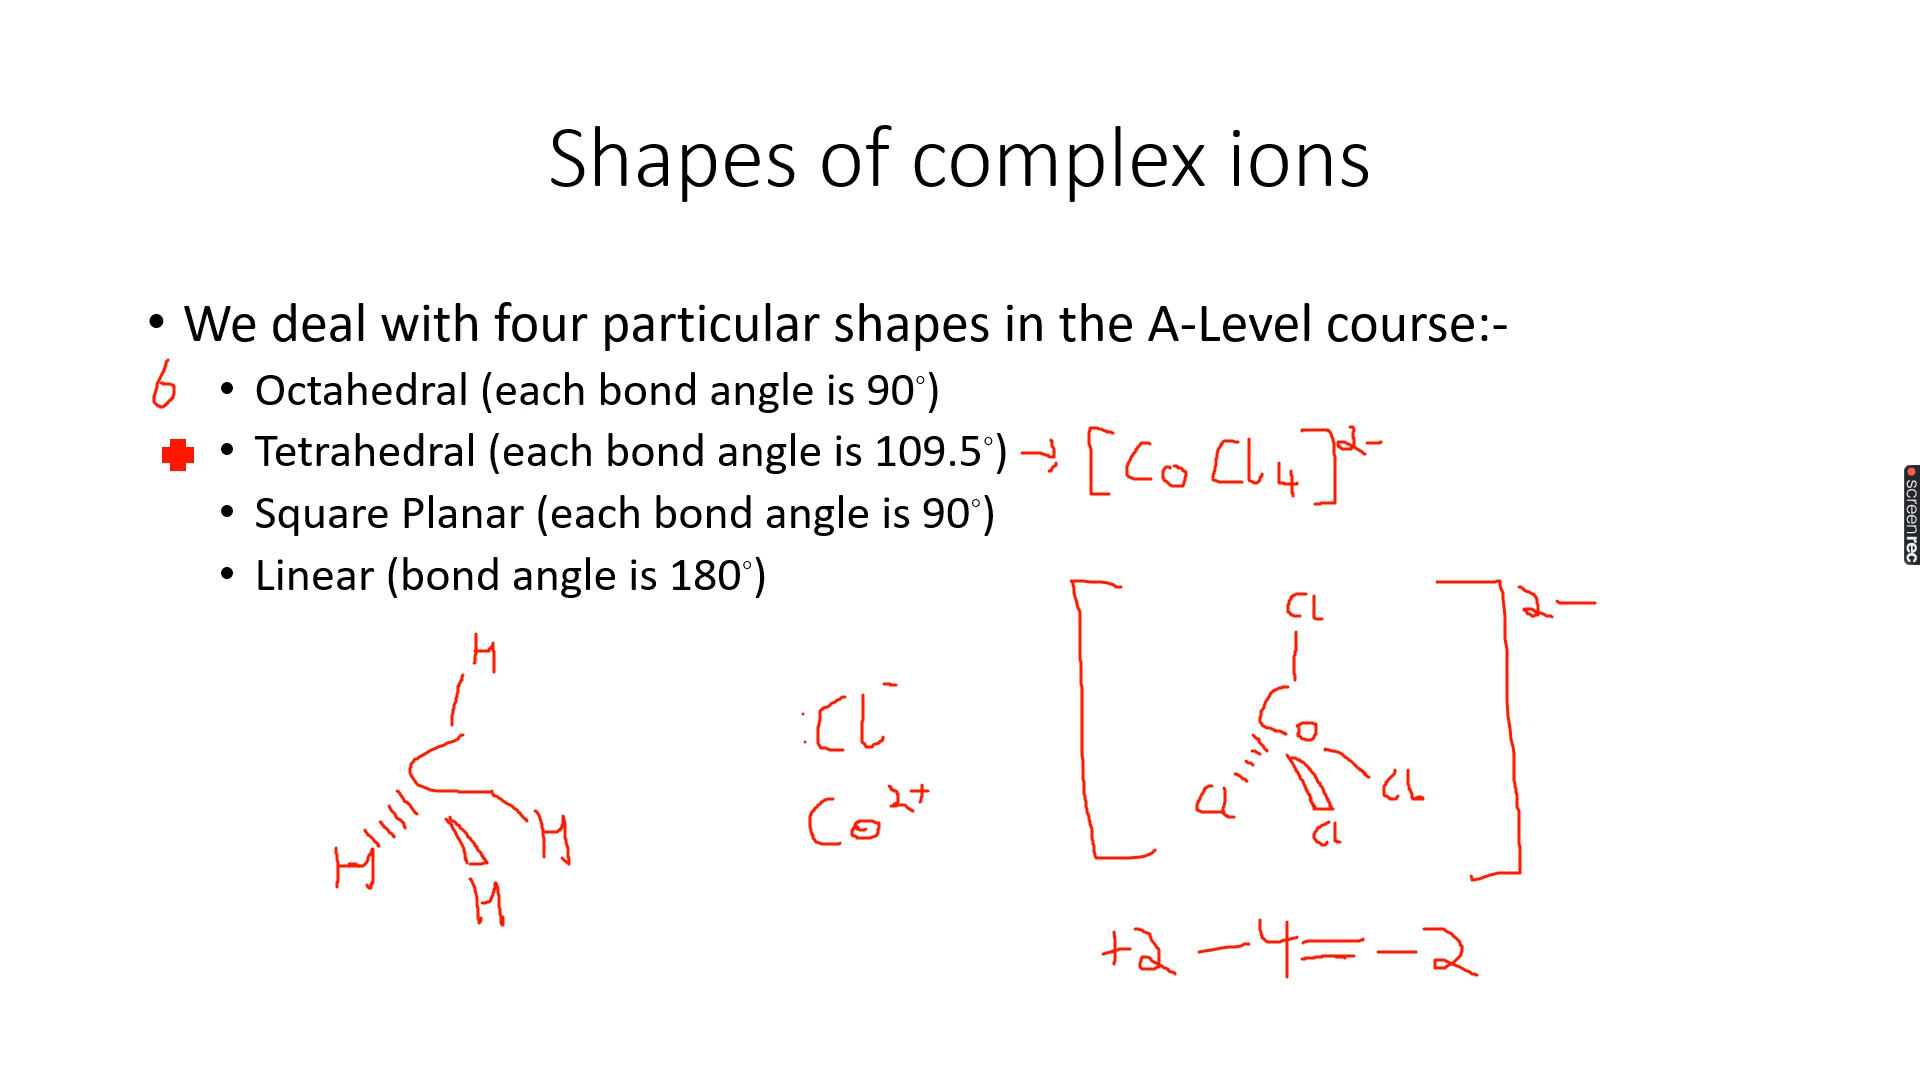 Shapes of complex ions
• We deal with four particular shapes in the A-Level course:-
6 • Octahedral (each bond angle is 90°)
• Tetrahedral (each bond angle is 109.5°) → [CoCl4]2-
• Square Planar (each bond angle is 90°)
• Linear (bond angle is 180°)
H
C
H
H
H
:Cl-
Co2+
[
Cl
Co
Cl
Cl
Cl
]2-
+2 - 4 = -2
screenrec